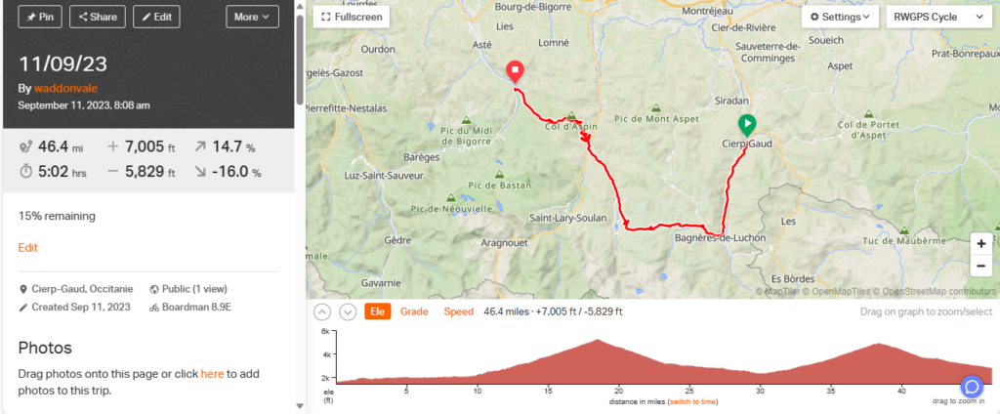 Pin
Share
Edit
More
11/09/23
By waddonvale
September 11, 2023, 8:08 am
46.4 mi
7,005 ft
14.7 %
5:02 hrs
5,829 ft
-16.0 %
15% remaining
Edit
Cierp-Gaud, Occitanie
Public (1 view)
Created Sep 11, 2023
Boardman 8.9E
Photos
Drag photos onto this page or click here to add
photos to this trip.
Fullscreen
Settings
RWGPS Cycle
Lourdes
Bourg-de-Bigorre
Montréjeau
Ossun
Les
Cier-de-Rivière
Coutedoux
Lies
Asté
Lomné
Sauveterre-de-
Comminges
Soueich
Prat-Bonrepaux
Aspet
gelès-Gazost
Pierrefitte-Nestalas
Siradan
Pic du Midi
de Bigorre
Col d'Aspin
Pic de Mont Aspet
Cierp-Gaud
Col de Portet
d'Aspet
Barèges
Luz-Saint-Sauveur
Pic de Bastan
Pic de Néouvielle
Saint-Lary-Soulan
Les
Gèdre
Aragnouet
Bagnères-de-Luchon
Tuc de Maubèrme
male
Gavarnie
Es Bòrdes
+
−
© MapTiler © OpenMapTiles © OpenStreetMap contributors
Ele
Grade
Speed
46.4 miles · +7,005 ft / -5,829 ft
Drag on graph to zoom/select
6k
4k
2k
ele
(ft)
5
10
15
20
25
30
35
40
distance in miles (switch to time)
drag to zoom in